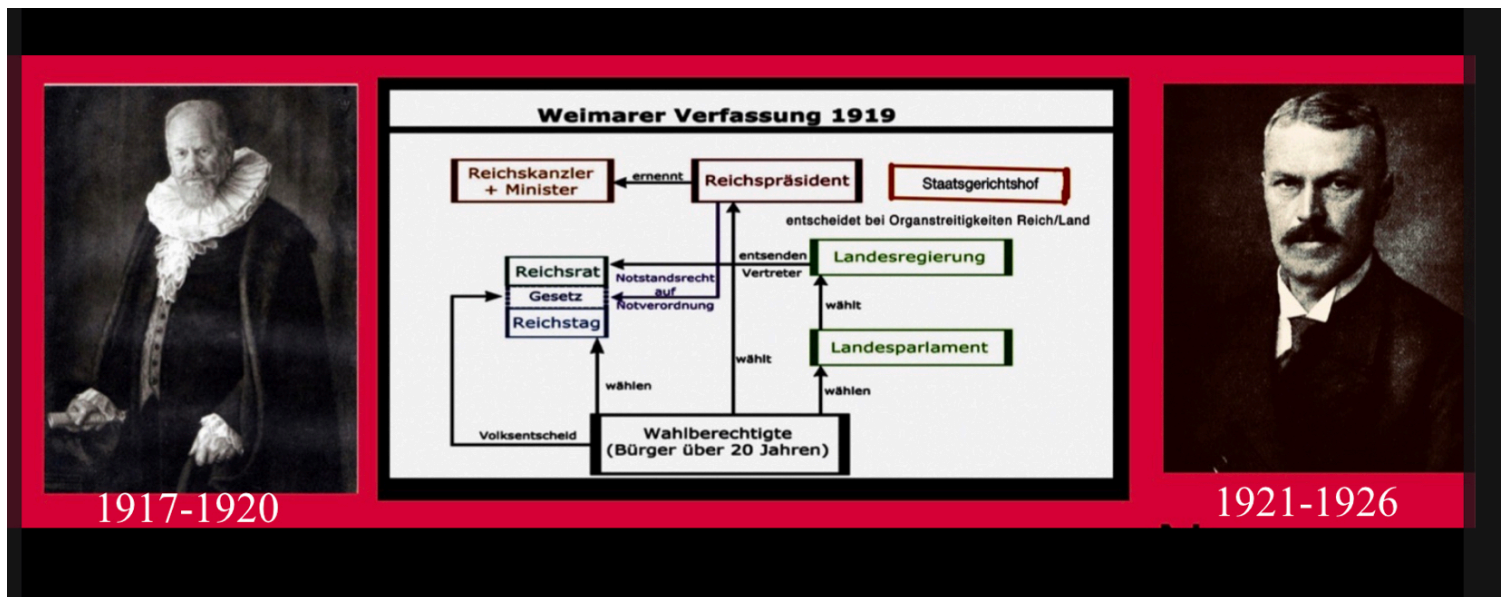 Weimarer Verfassung 1919
Reichskanzler
+ Minister
ernennt
Reichspräsident
Staatsgerichtshof
entscheidet bei Organstreitigkeiten Reich/Land
Reichsrat
Gesetz
Reichstag
Notstandsrecht
auf
Notverordnung
entsenden
Vertreter
Landesregierung
wählt
Landesparlament
wählen
wählt
wählen
Volksentscheid
Wahlberechtigte
(Bürger über 20 Jahren)
1917-1920
1921-1926